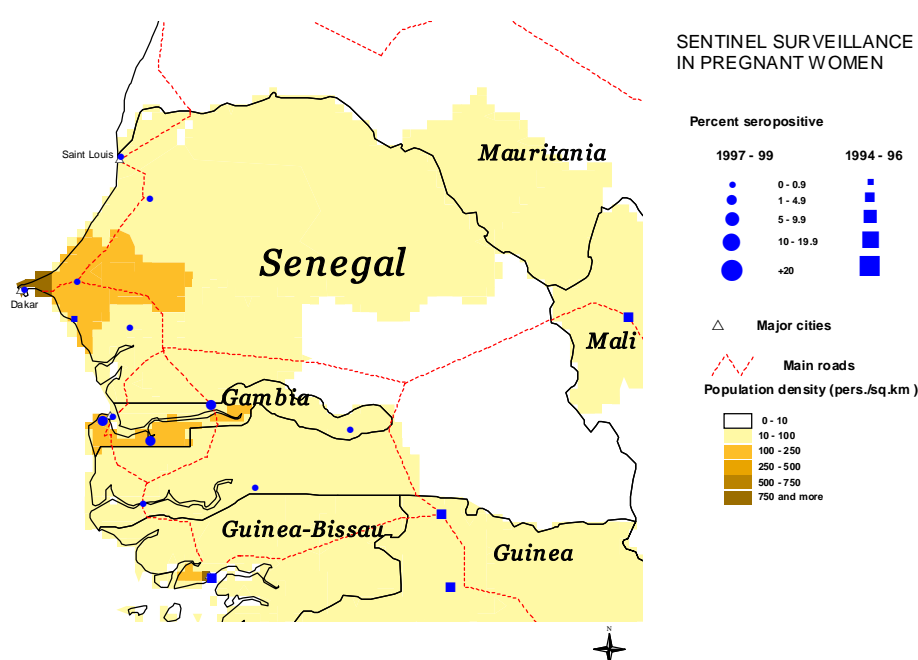 SENTINEL SURVEILLANCE
IN PREGNANT WOMEN
Percent seropositive
1997 - 99
1994 - 96
0 - 0.9
1 - 4.9
5 - 9.9
10 - 19.9
+20
Major cities
Main roads
Population density (pers./sq.km )
0 - 10
10 - 100
100 - 250
250 - 500
500 - 750
750 and more
Mauritania
Saint Louis
Senegal
Dakar
Mali
Gambia
Guinea-Bissau
Guinea
N